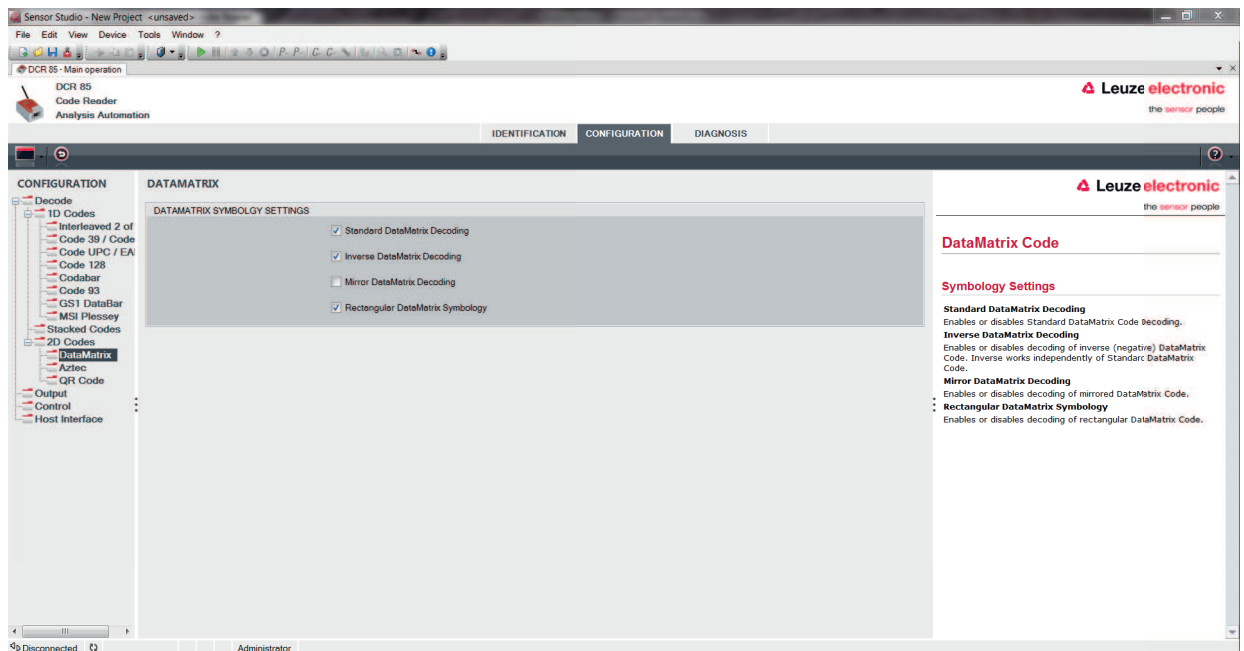 Sensor Studio - New Project <unsaved>
File Edit View Device Tools Window ?
DCR 85 - Main operation
DCR 85
Code Reader
Analysis Automation
Leuze electronic
the sensor people
IDENTIFICATION CONFIGURATION DIAGNOSIS
CONFIGURATION
Decode
1D Codes
Interleaved 2 of
Code 39 / Code
Code UPC / EA
Code 128
Codabar
Code 93
GS1 DataBar
MSI Plessey
Stacked Codes
2D Codes
DataMatrix
Aztec
QR Code
Output
Control
Host Interface
DATAMATRIX
DATAMATRIX SYMBOLGY SETTINGS
Standard DataMatrix Decoding
Inverse DataMatrix Decoding
Mirror DataMatrix Decoding
Rectangular DataMatrix Symbology
Leuze electronic
the sensor people
DataMatrix Code
Symbology Settings
Standard DataMatrix Decoding
Enables or disables Standard DataMatrix Code Decoding.
Inverse DataMatrix Decoding
Enables or disables decoding of inverse (negative) DataMatrix
Code. Inverse works independently of Standard DataMatrix
Code.
Mirror DataMatrix Decoding
Enables or disables decoding of mirrored DataMatrix Code.
Rectangular DataMatrix Symbology
Enables or disables decoding of rectangular DataMatrix Code.
Disconnected
Administrator